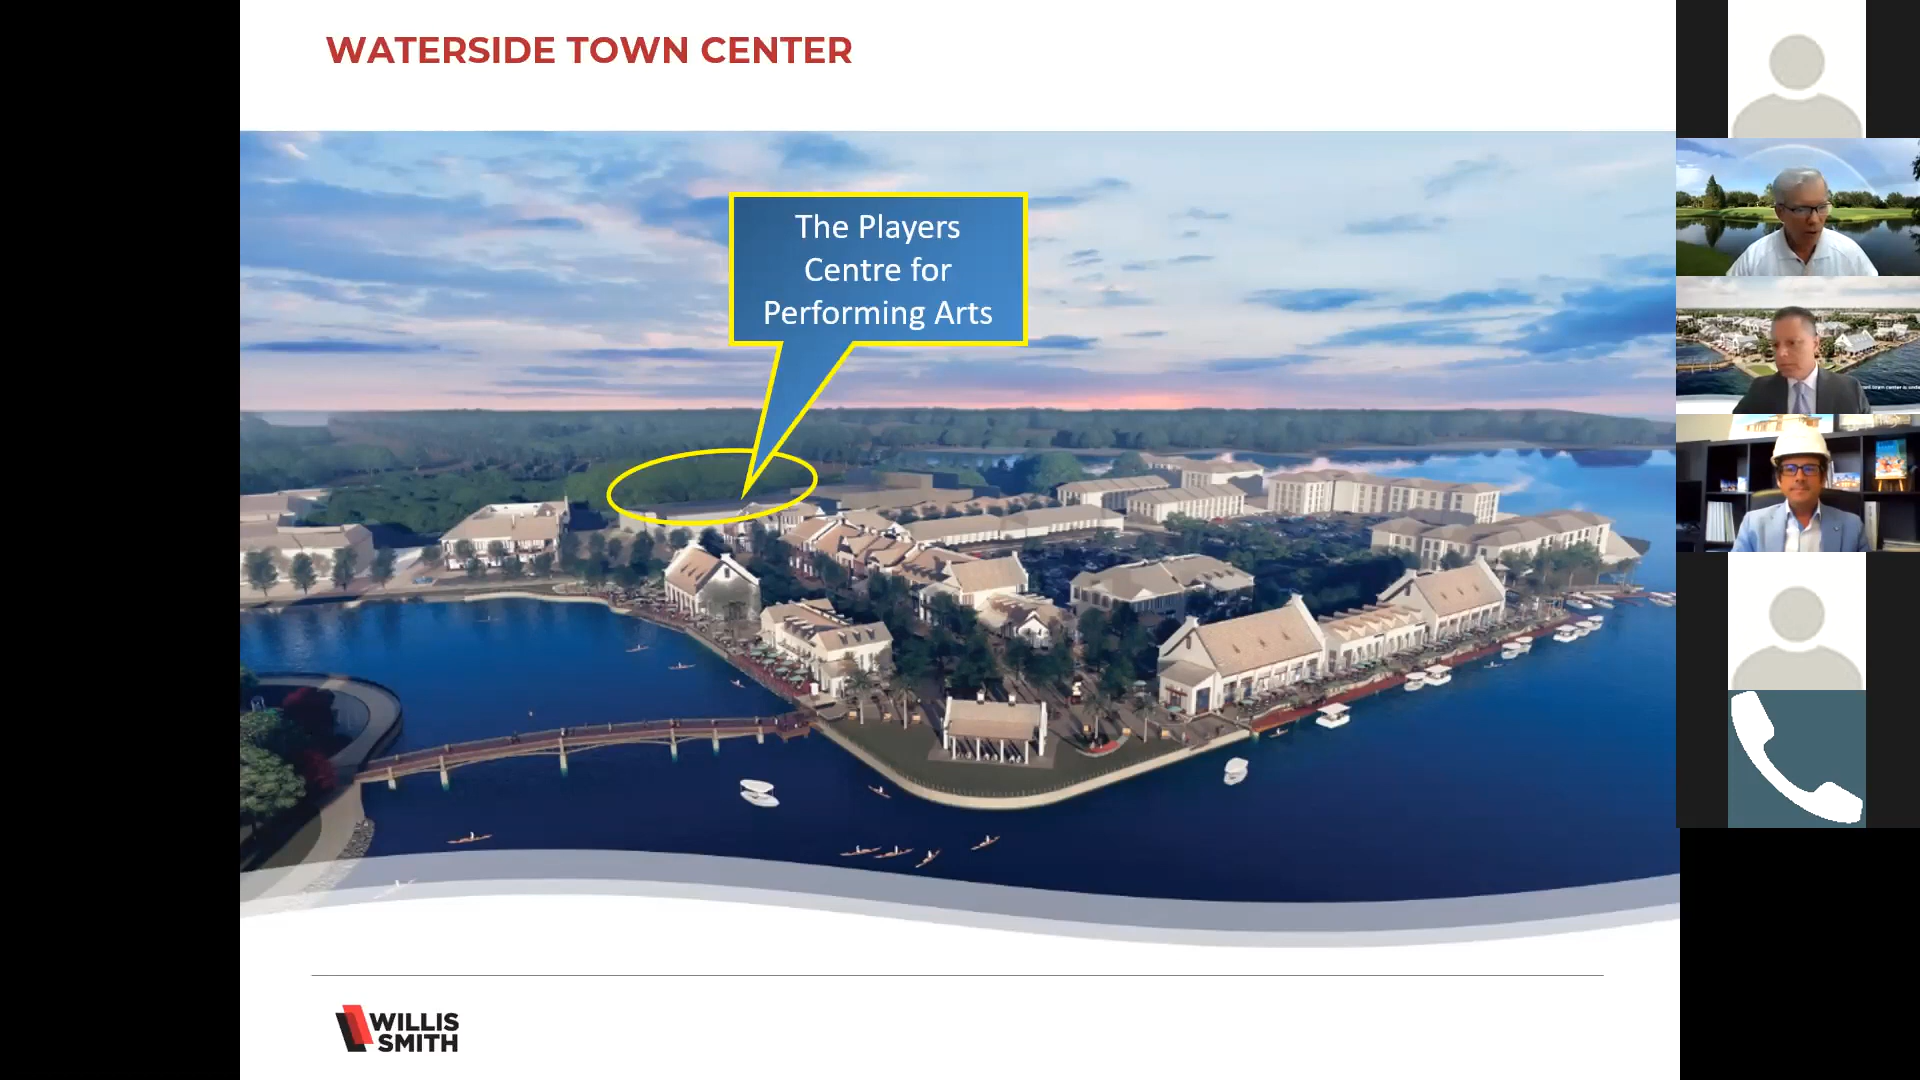 WATERSIDE TOWN CENTER
The Players
Centre for
Performing Arts
WILLIS
SMITH